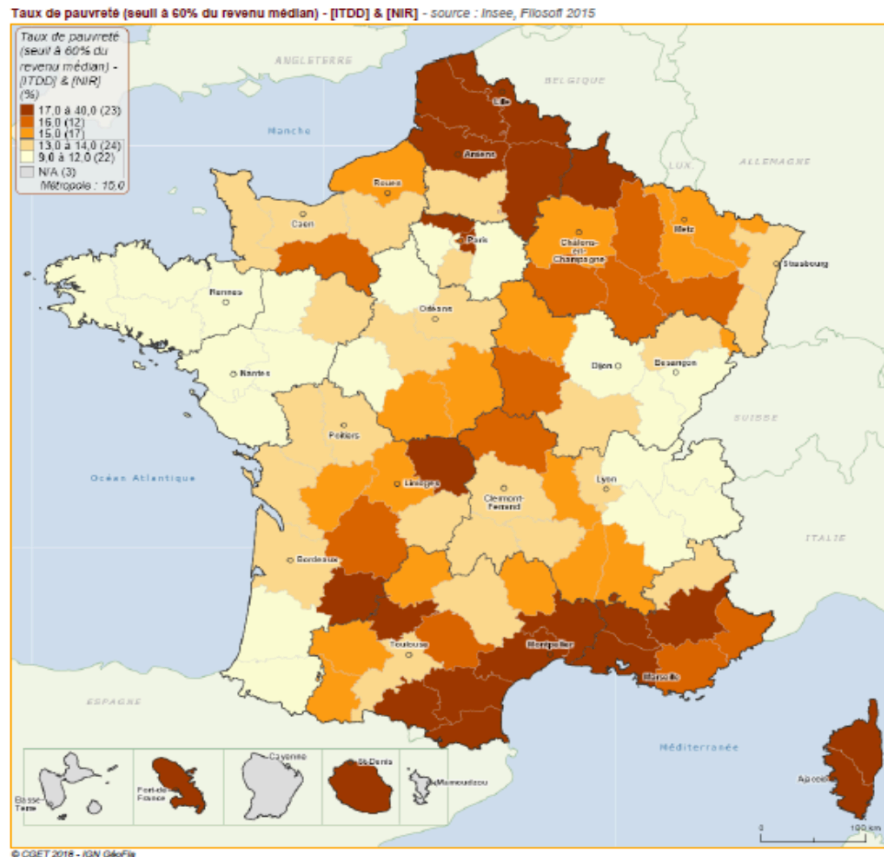 Taux de pauvreté (seuil à 60% du revenu médian) - [ITDD] & [NIR] - source : Insee, Filosofi 2015
Taux de pauvreté
(seuil à 60% du
revenu médian) -
[ITDD] & [NIR]
(%)
17,0 à 40,0 (23)
16,0 (12)
15,0 (17)
13,0 à 14,0 (24)
9,0 à 12,0 (22)
N/A (3)
Métropole : 15,0
ANGLETERRE
BELGIQUE
Lille
Manche
LUX.
ALLEMAGNE
Amiens
Rouen
Caen
Metz
Paris
Châlons-
en-
Champagne
Strasbourg
Rennes
Orléans
Dijon
Besançon
Nantes
SUISSE
Poitiers
Océan Atlantique
Limoges
Clermont-
Ferrand
Lyon
ITALIE
Bordeaux
Toulouse
Montpellier
Marseille
ESPAGNE
Méditerranée
Ajaccio
Basse-
Terre
Fort-de-
France
Cayenne
St-Denis
Mamoudzou
0 100 km
© CGET 2018 - IGN GéoFla